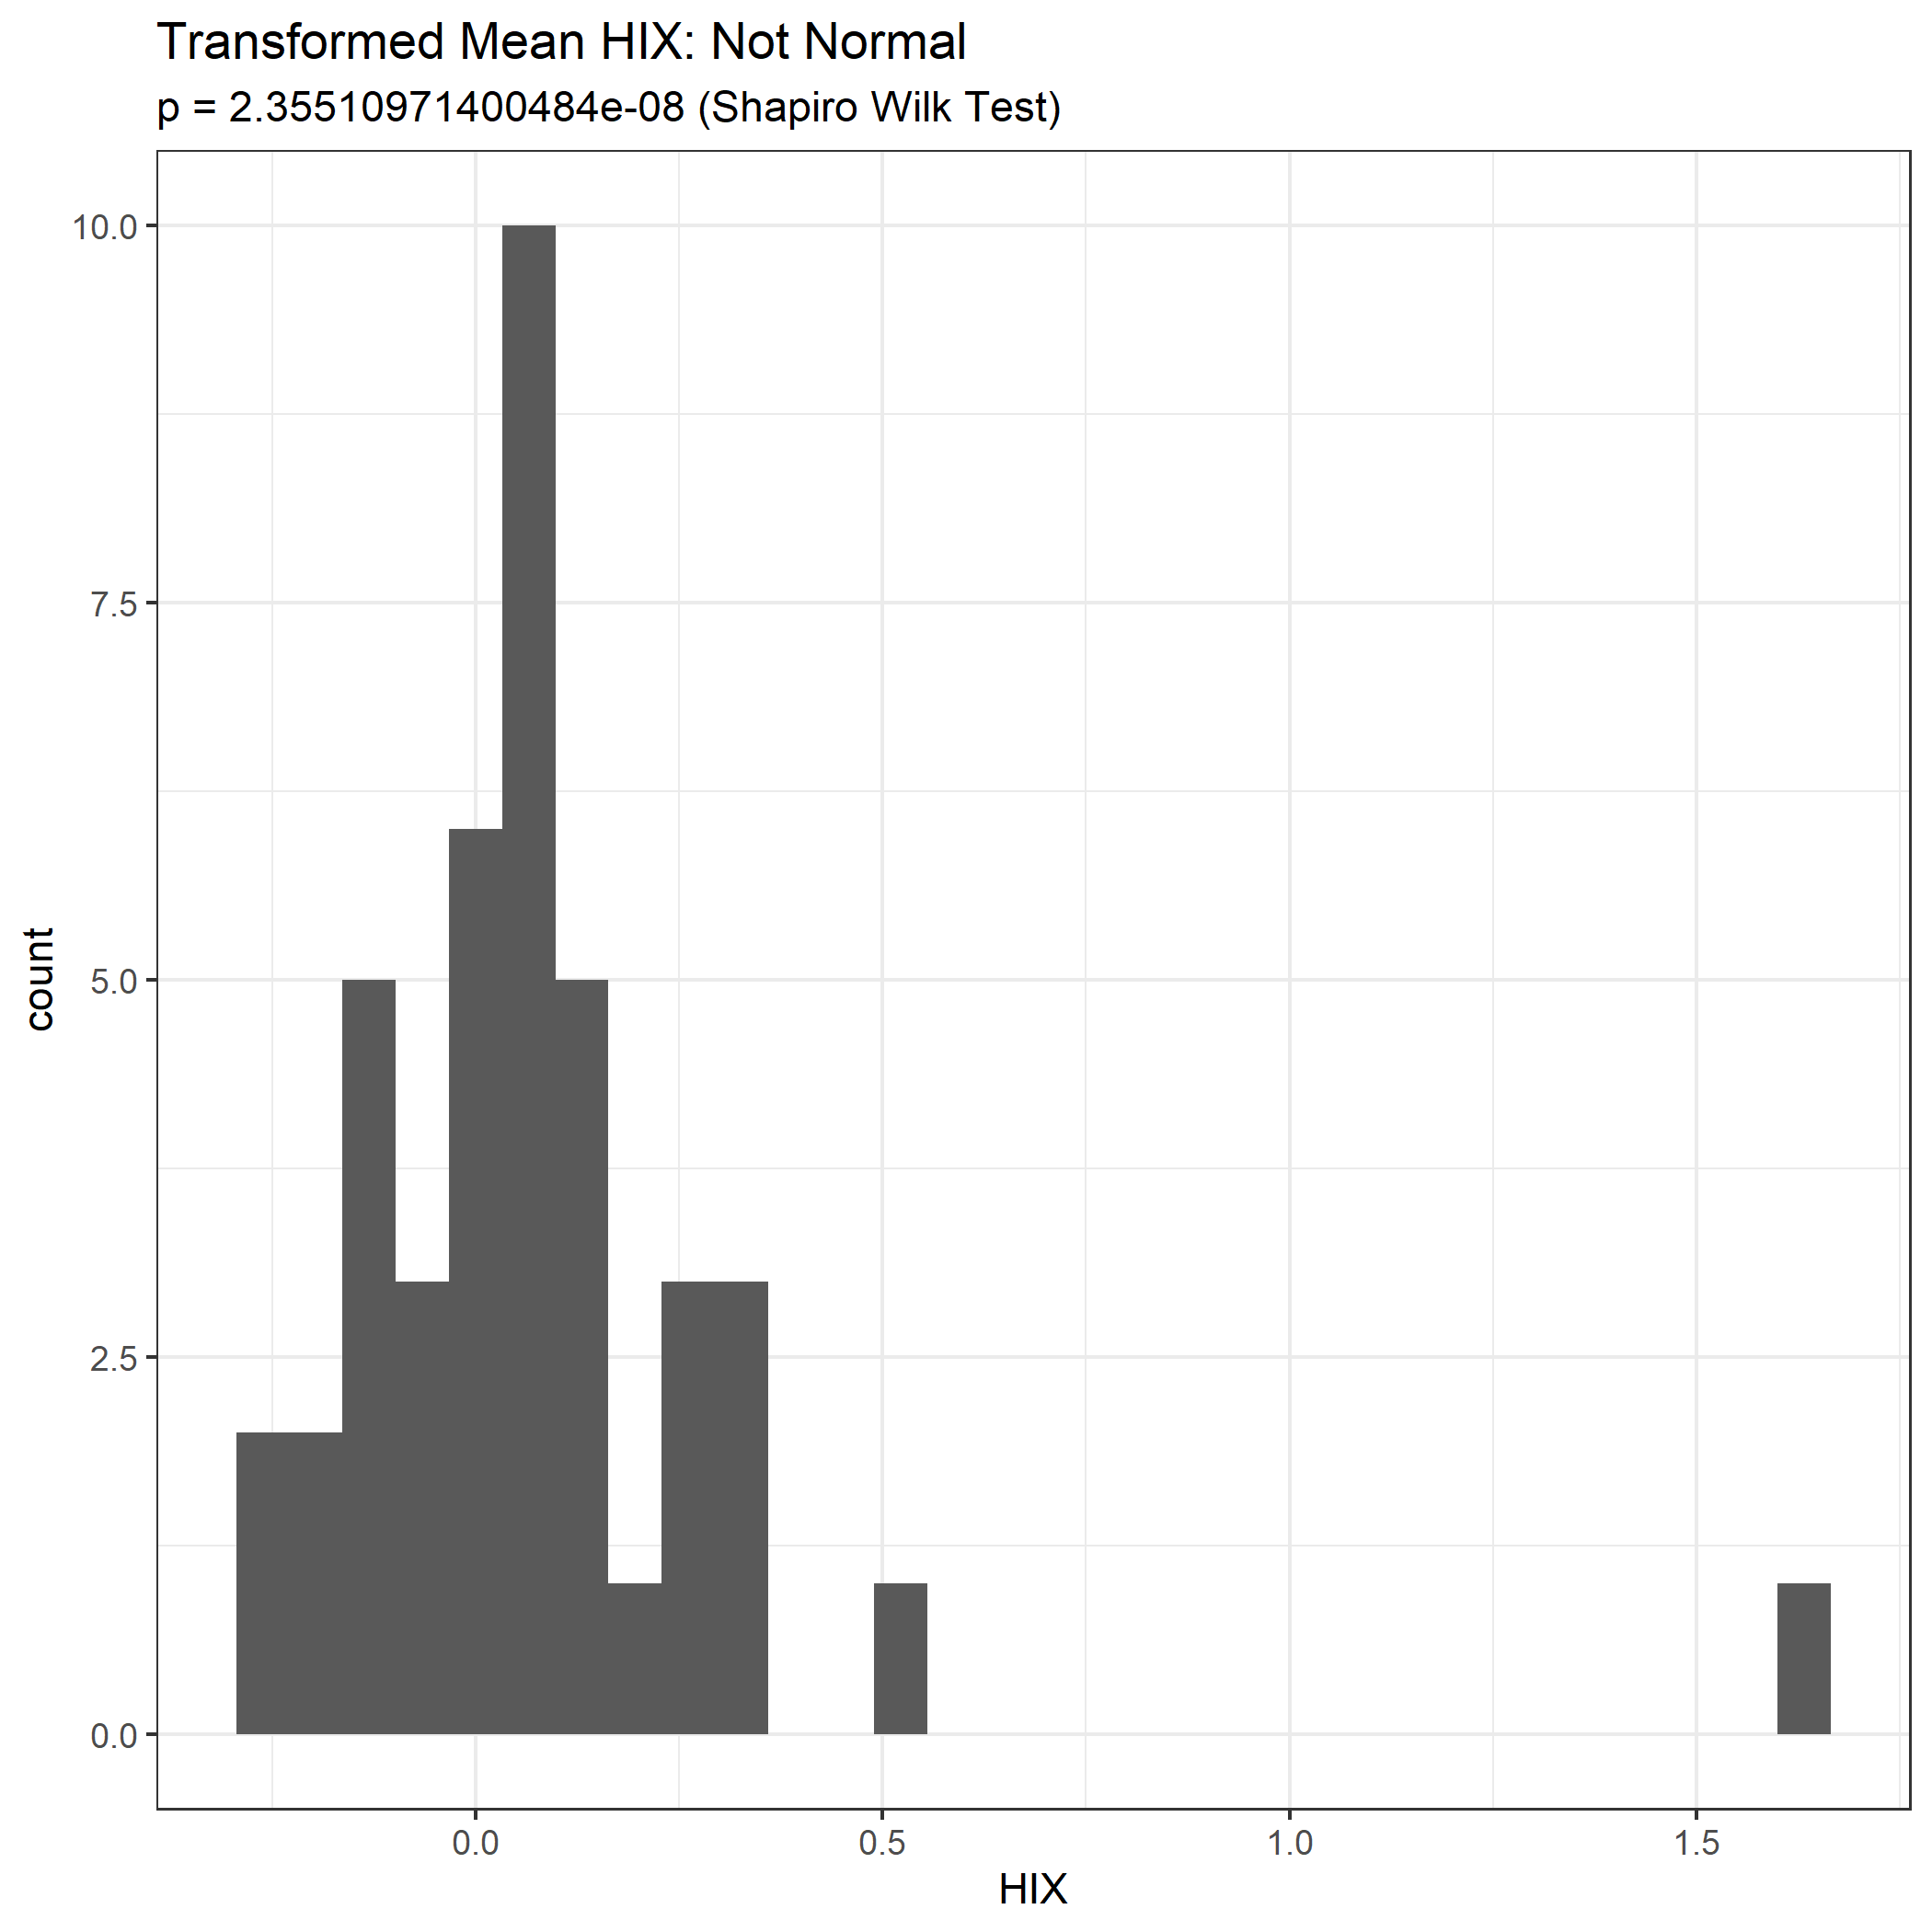 Transformed Mean HIX: Not Normal
p = 2.35510971400484e-08 (Shapiro Wilk Test)
10.0
7.5
5.0
2.5
0.0
count
0.0 0.5 1.0 1.5
HIX